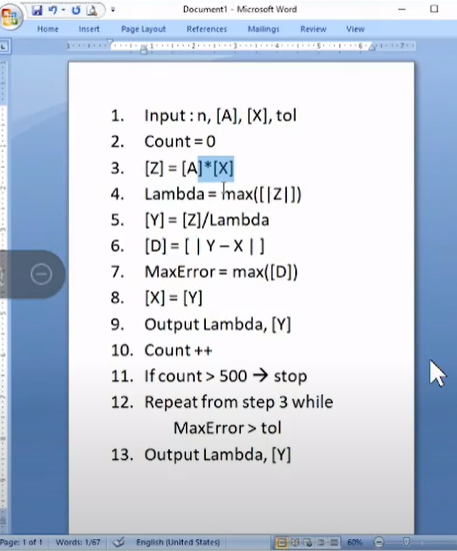 Document1 - Microsoft Word
Home Insert Page Layout References Mailings Review View
1. Input : n, [A], [X], tol
2. Count = 0
3. [Z] = [A]*[X]
4. Lambda = max([|Z|])
5. [Y] = [Z]/Lambda
6. [D] = [ | Y – X | ]
7. MaxError = max([D])
8. [X] = [Y]
9. Output Lambda, [Y]
10. Count ++
11. If count > 500 → stop
12. Repeat from step 3 while
MaxError > tol
13. Output Lambda, [Y]
Page: 1 of 1 Words: 1/67 English (United States) 60%